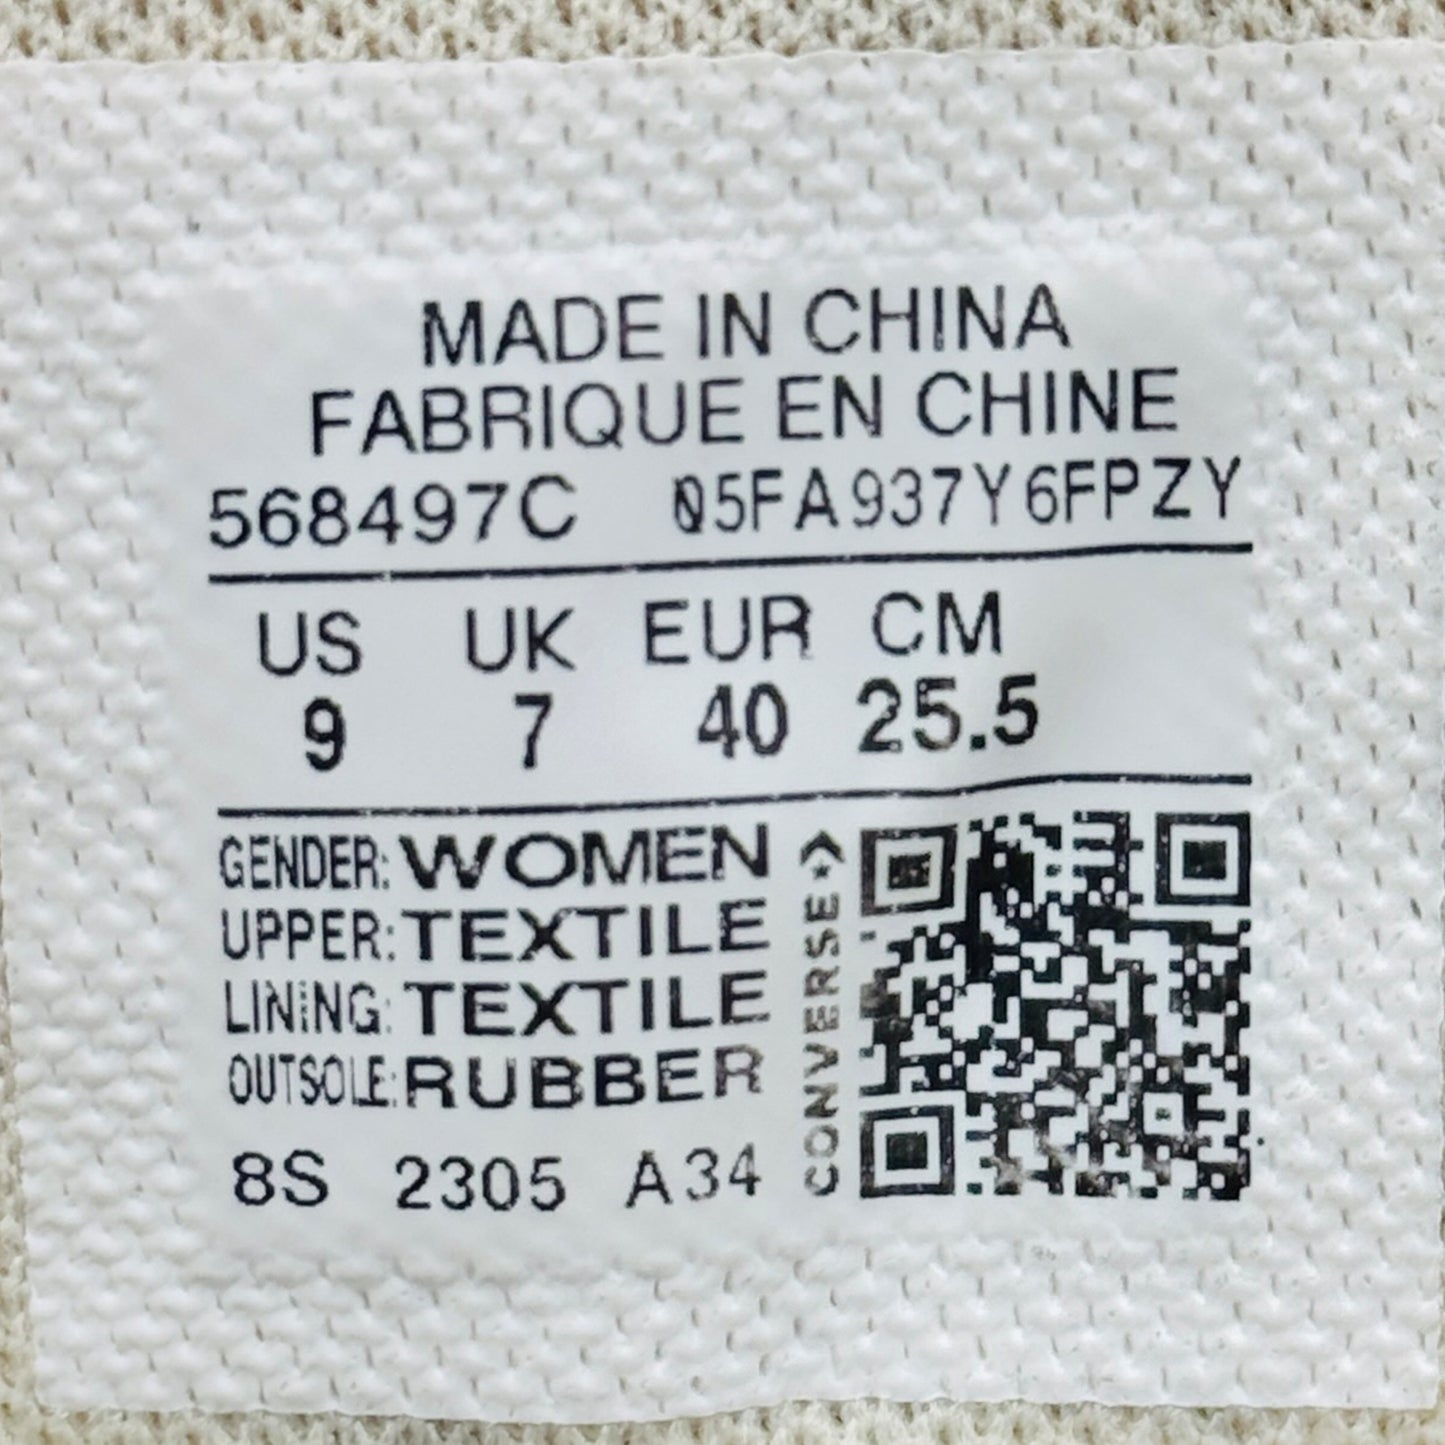 MADE IN CHINA
FABRIQUE EN CHINE
568497C 05FA937Y6FPZY
US UK EUR CM
9 7 40 25.5
GENDER: WOMEN
UPPER: TEXTILE
LINING: TEXTILE
OUTSOLE: RUBBER
8S 2305 A34
CONVERSE